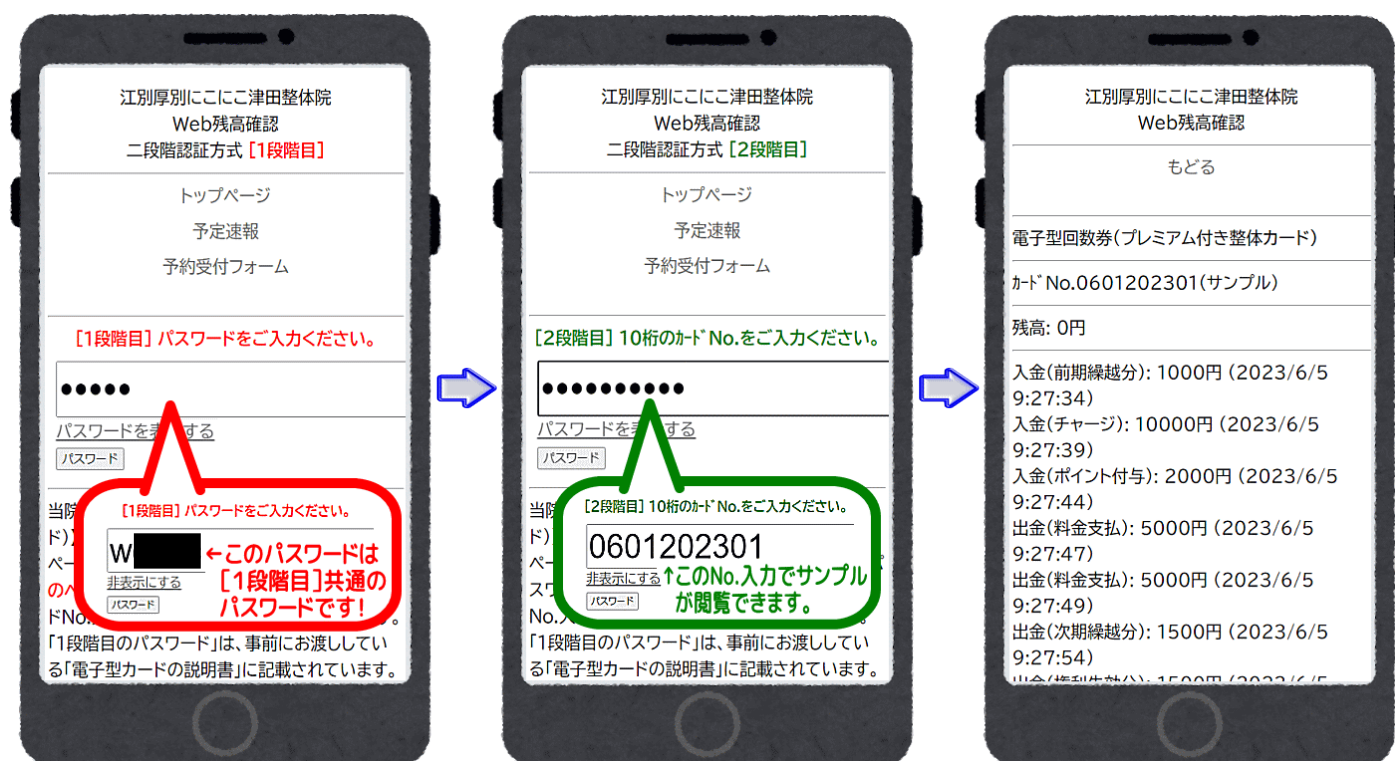 江別厚別にこにこ津田整体院
Web残高確認
二段階認証方式 [1段階目]
トップページ
予定速報
予約受付フォーム
[1段階目] パスワードをご入力ください。
●●●●●
パスワードを表する
パスワード
[1段階目] パスワードをご入力ください。
W
←このパスワードは
[1段階目]共通の
パスワードです!
非表示にする
パスワード
当院
ド)
ペー
のペ
ドNo.
「1段階目のパスワード」は、事前にお渡ししてい
る「電子型カードの説明書」に記載されています。
江別厚別にこにこ津田整体院
Web残高確認
二段階認証方式 [2段階目]
トップページ
予定速報
予約受付フォーム
[2段階目] 10桁のカードNo.をご入力ください。
●●●●●●●●●●
パスワードを する
パスワード
[2段階目] 10桁のカードNo.をご入力ください。
0601202301
非表示にする
↑このNo.入力でサンプル
が閲覧できます。
パスワード
当院
ド)
ペー
スワ
No.入
「1段階目のパスワード」は、事前にお渡ししてい
る「電子型カードの説明書」に記載されています。
江別厚別にこにこ津田整体院
Web残高確認
もどる
電子型回数券(プレミアム付き整体カード)
カードNo.0601202301(サンプル)
残高: 0円
入金(前期繰越分): 1000円 (2023/6/5
9:27:34)
入金(チャージ): 10000円 (2023/6/5
9:27:39)
入金(ポイント付与): 2000円 (2023/6/5
9:27:44)
出金(料金支払): 5000円 (2023/6/5
9:27:47)
出金(料金支払): 5000円 (2023/6/5
9:27:49)
出金(次期繰越分): 1500円 (2023/6/5
9:27:54)
出金(権利失効分): 1500円 (2023/6/5